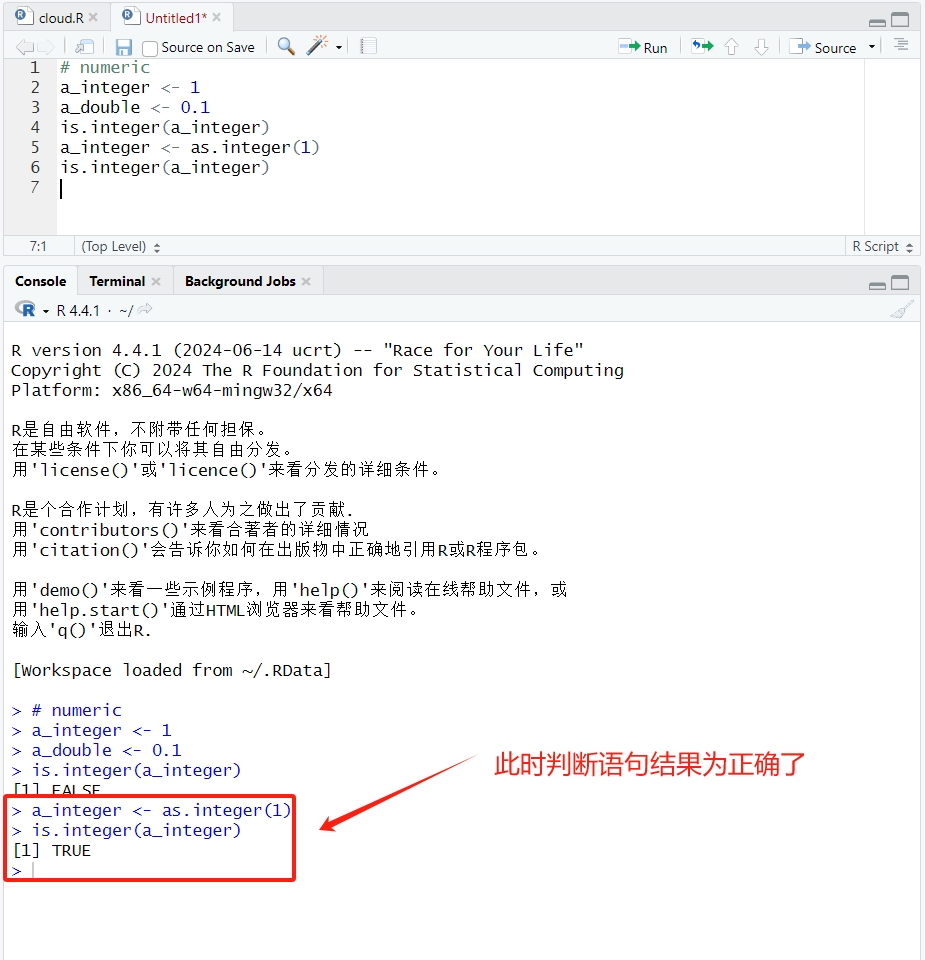 cloud.R
Untitled1*
Source on Save
Run
Source
1 # numeric
2 a_integer <- 1
3 a_double <- 0.1
4 is.integer(a_integer)
5 a_integer <- as.integer(1)
6 is.integer(a_integer)
7
7:1 (Top Level) R Script
Console Terminal Background Jobs
R 4.4.1 · ~/
R version 4.4.1 (2024-06-14 ucrt) -- "Race for Your Life"
Copyright (C) 2024 The R Foundation for Statistical Computing
Platform: x86_64-w64-mingw32/x64
R是自由软件，不附带任何担保。
在某些条件下你可以将其自由分发。
用'license()'或'licence()'来看分发的详细条件。
R是个合作计划，有许多人为之做出了贡献.
用'contributors()'来看合著者的详细情况
用'citation()'会告诉你如何在出版物中正确地引用R或R程序包。
用'demo()'来看一些示例程序，用'help()'来阅读在线帮助文件，或
用'help.start()'通过HTML浏览器来看帮助文件。
输入'q()'退出R.
[Workspace loaded from ~/.RData]
> # numeric
> a_integer <- 1
> a_double <- 0.1
> is.integer(a_integer)
[1] FALSE
> a_integer <- as.integer(1)
> is.integer(a_integer)
[1] TRUE
>
此时判断语句结果为正确了